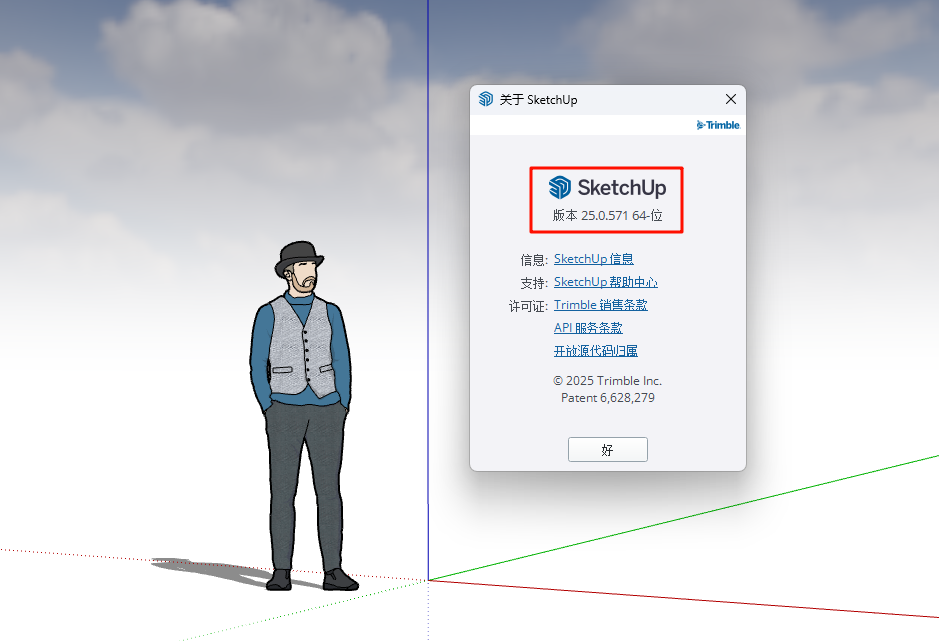 关于 SketchUp
Trimble.
SketchUp
版本 25.0.571 64-位
信息: SketchUp 信息
支持: SketchUp 帮助中心
许可证: Trimble 销售条款
API 服务条款
开放源代码归属
© 2025 Trimble Inc.
Patent 6,628,279
好